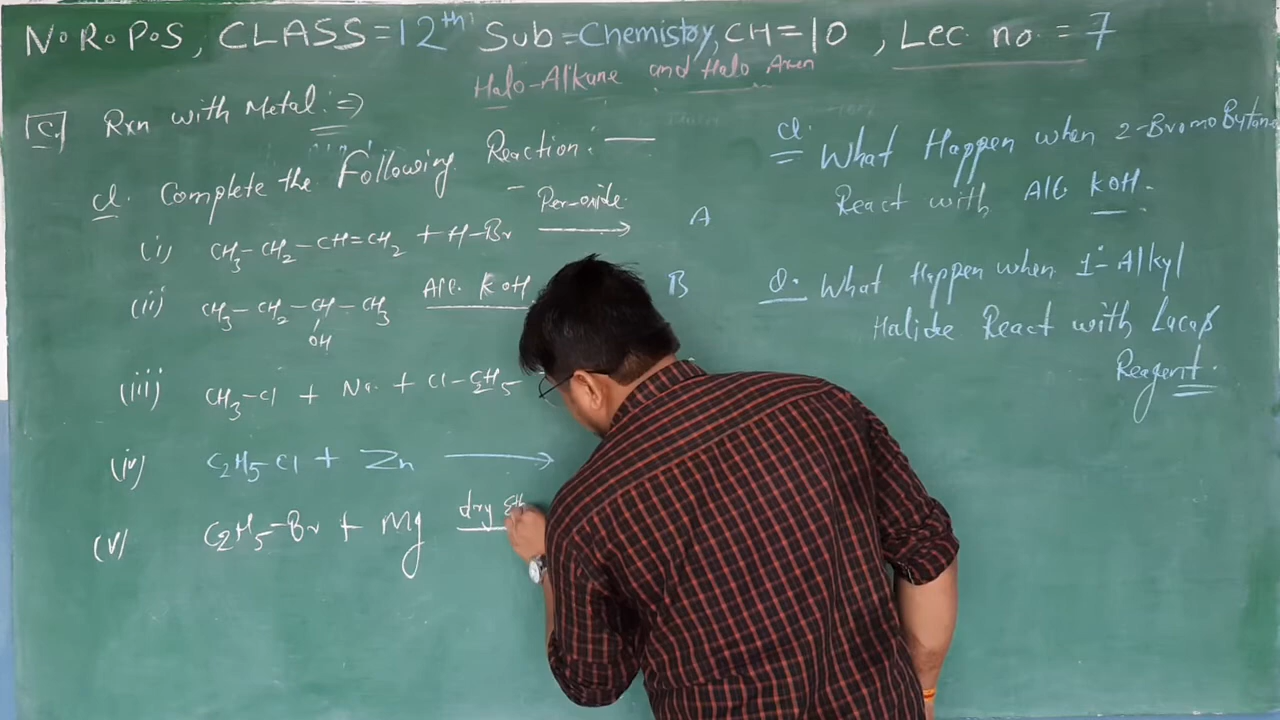 N.R.P.S, CLASS=12th Sub=Chemistry, CH=10, Lec no. = 7
Halo-Alkane and Halo Aren
[C.] Rxn with Metal :⇒
Q. Complete the Following Reaction:—
(i) CH3-CH2-CH=CH2 + H-Br Per-oxide → A
(ii) CH3-CH2-CH-CH3 Alc. KOH B
OH
(iii) CH3-Cl + Na + Cl-C2H5
(iv) C2H5Cl + Zn →
(v) C2H5-Br + Mg dry Eth
Q. What Happen when 2-BromoBytane
React with Alc KOH.
Q. What Happen when 1°-Alkyl
Halide React with Lucas
Reagent.